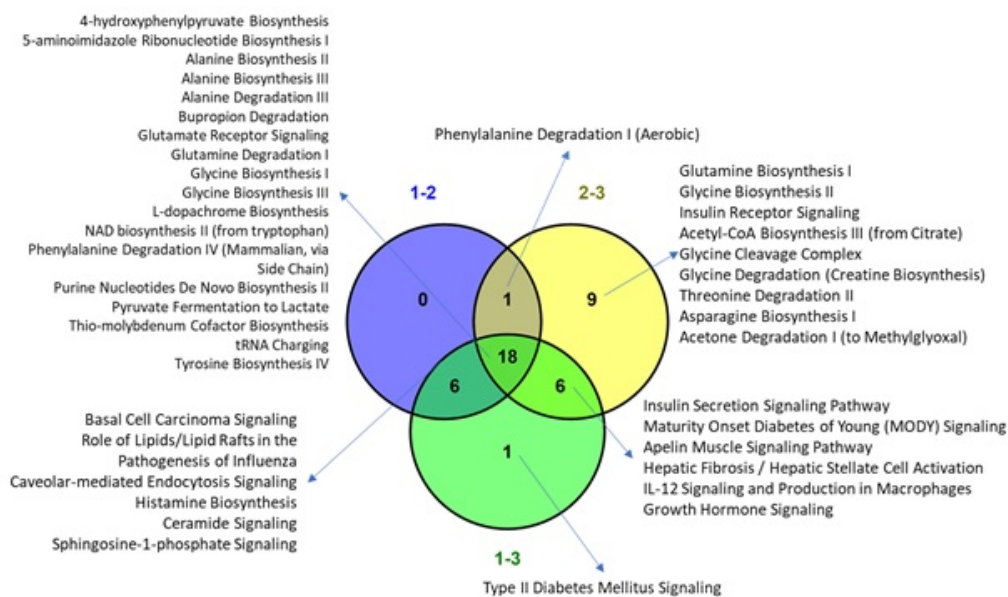 4-hydroxyphenylpyruvate Biosynthesis
5-aminoimidazole Ribonucleotide Biosynthesis I
Alanine Biosynthesis II
Alanine Biosynthesis III
Alanine Degradation III
Bupropion Degradation
Glutamate Receptor Signaling
Glutamine Degradation I
Glycine Biosynthesis I
Glycine Biosynthesis III
L-dopachrome Biosynthesis
NAD biosynthesis II (from tryptophan)
Phenylalanine Degradation IV (Mammalian, via
Side Chain)
Purine Nucleotides De Novo Biosynthesis II
Pyruvate Fermentation to Lactate
Thio-molybdenum Cofactor Biosynthesis
tRNA Charging
Tyrosine Biosynthesis IV
Phenylalanine Degradation I (Aerobic)
1-2
2-3
Glutamine Biosynthesis I
Glycine Biosynthesis II
Insulin Receptor Signaling
Acetyl-CoA Biosynthesis III (from Citrate)
Glycine Cleavage Complex
Glycine Degradation (Creatine Biosynthesis)
Threonine Degradation II
Asparagine Biosynthesis I
Acetone Degradation I (to Methylglyoxal)
0
1
9
18
6
6
1
Basal Cell Carcinoma Signaling
Role of Lipids/Lipid Rafts in the
Pathogenesis of Influenza
Caveolar-mediated Endocytosis Signaling
Histamine Biosynthesis
Ceramide Signaling
Sphingosine-1-phosphate Signaling
Insulin Secretion Signaling Pathway
Maturity Onset Diabetes of Young (MODY) Signaling
Apelin Muscle Signaling Pathway
Hepatic Fibrosis / Hepatic Stellate Cell Activation
IL-12 Signaling and Production in Macrophages
Growth Hormone Signaling
1-3
Type II Diabetes Mellitus Signaling